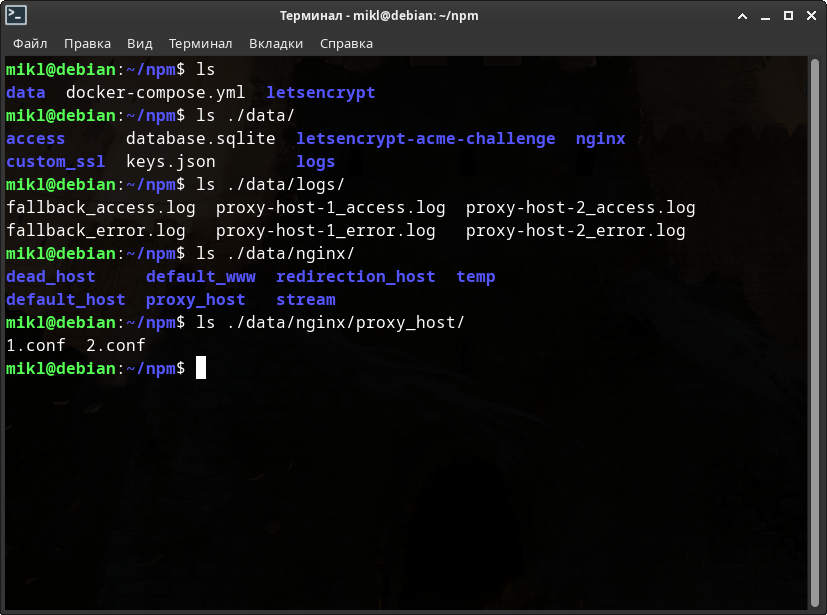 Терминал - mikl@debian: ~/npm
Файл Правка Вид Терминал Вкладки Справка
mikl@debian:~/npm$ ls
data  docker-compose.yml  letsencrypt
mikl@debian:~/npm$ ls ./data/
access      database.sqlite  letsencrypt-acme-challenge  nginx
custom_ssl  keys.json        logs
mikl@debian:~/npm$ ls ./data/logs/
fallback_access.log  proxy-host-1_access.log  proxy-host-2_access.log
fallback_error.log   proxy-host-1_error.log   proxy-host-2_error.log
mikl@debian:~/npm$ ls ./data/nginx/
dead_host     default_www  redirection_host  temp
default_host  proxy_host   stream
mikl@debian:~/npm$ ls ./data/nginx/proxy_host/
1.conf  2.conf
mikl@debian:~/npm$